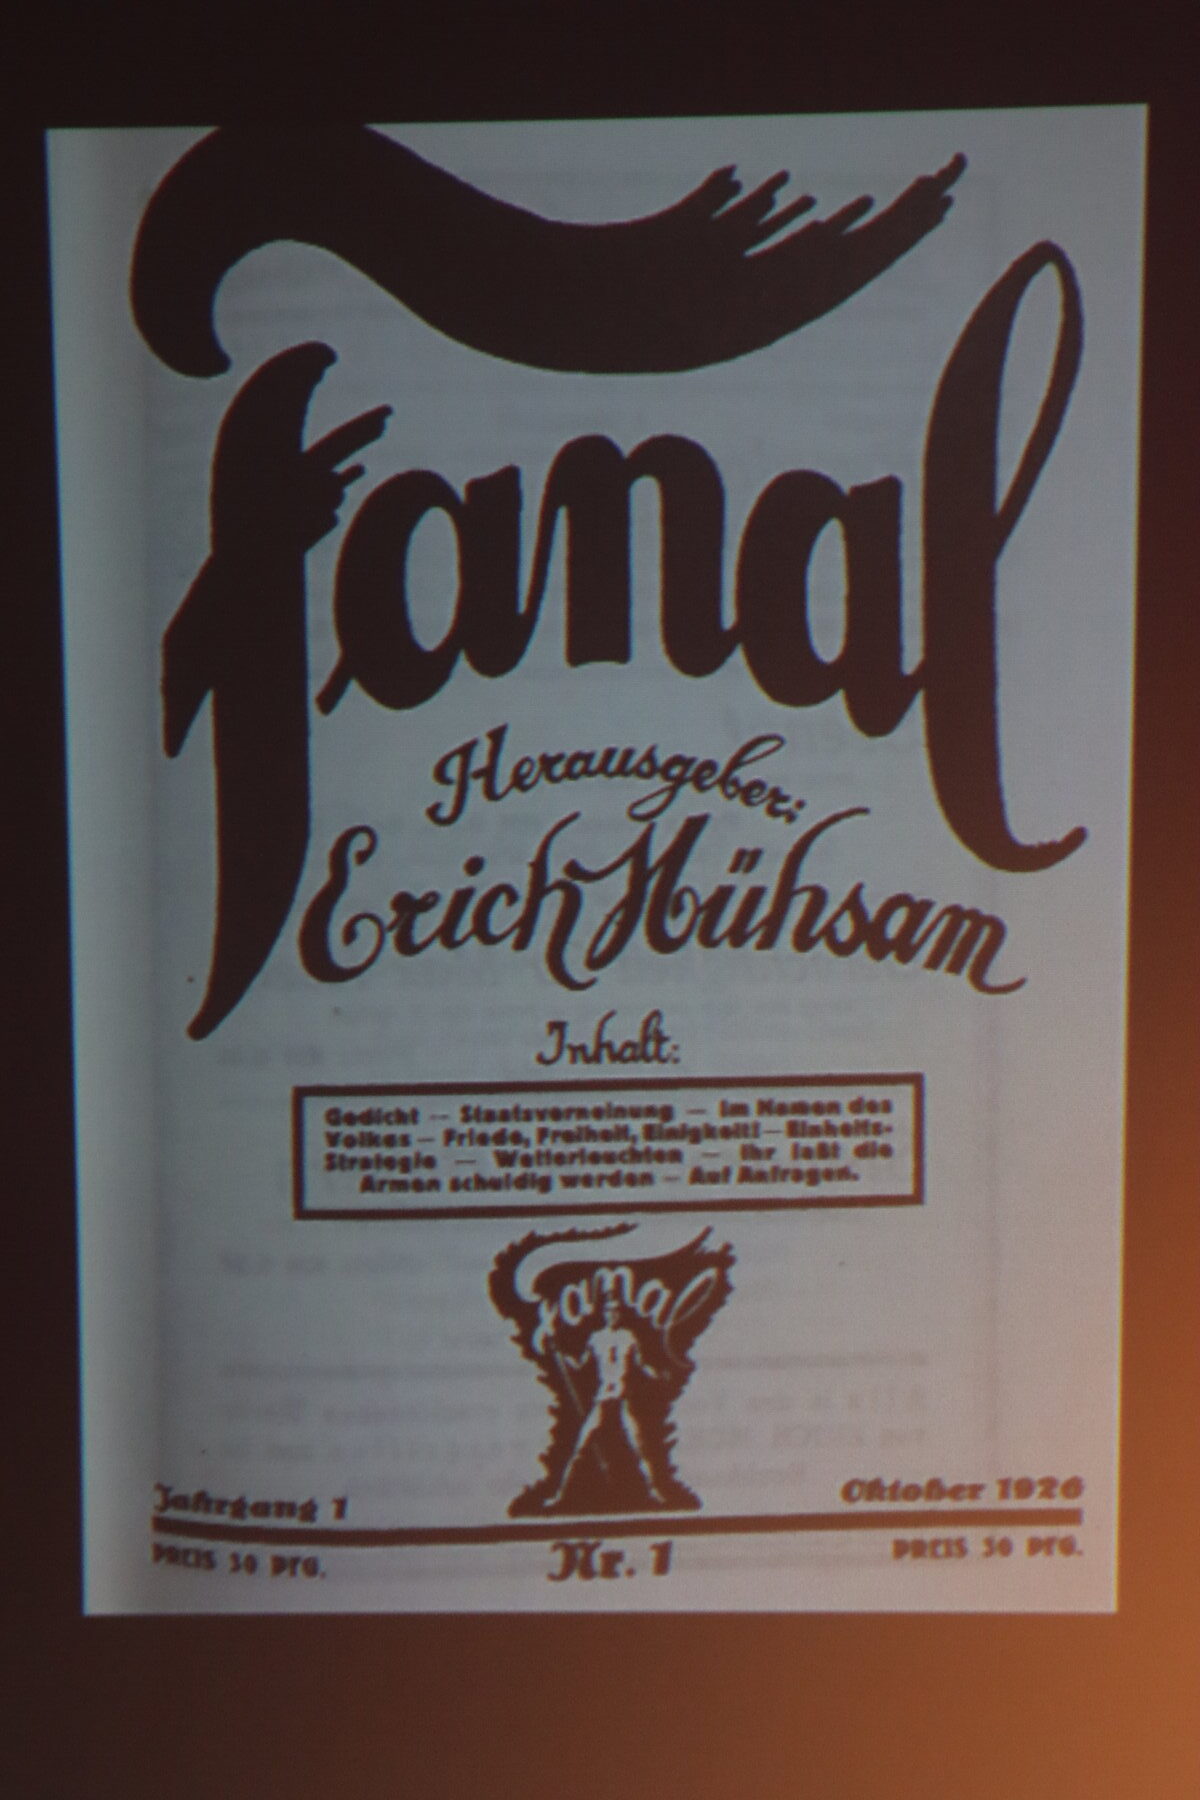 Fanal
Herausgeber:
Erich Mühsam
Inhalt:
Gedicht — Staatsverneinung — Im Namen des
Volkes — Friede, Freiheit, Einigkeit! — Einheits-
Strategie — Wetterleuchten — Ihr laßt die
Armen schuldig werden — Auf Anfragen.
Fanal
Jahrgang 1
Oktober 1926
PREIS 30 PFG.
Nr. 1
PREIS 30 PFG.